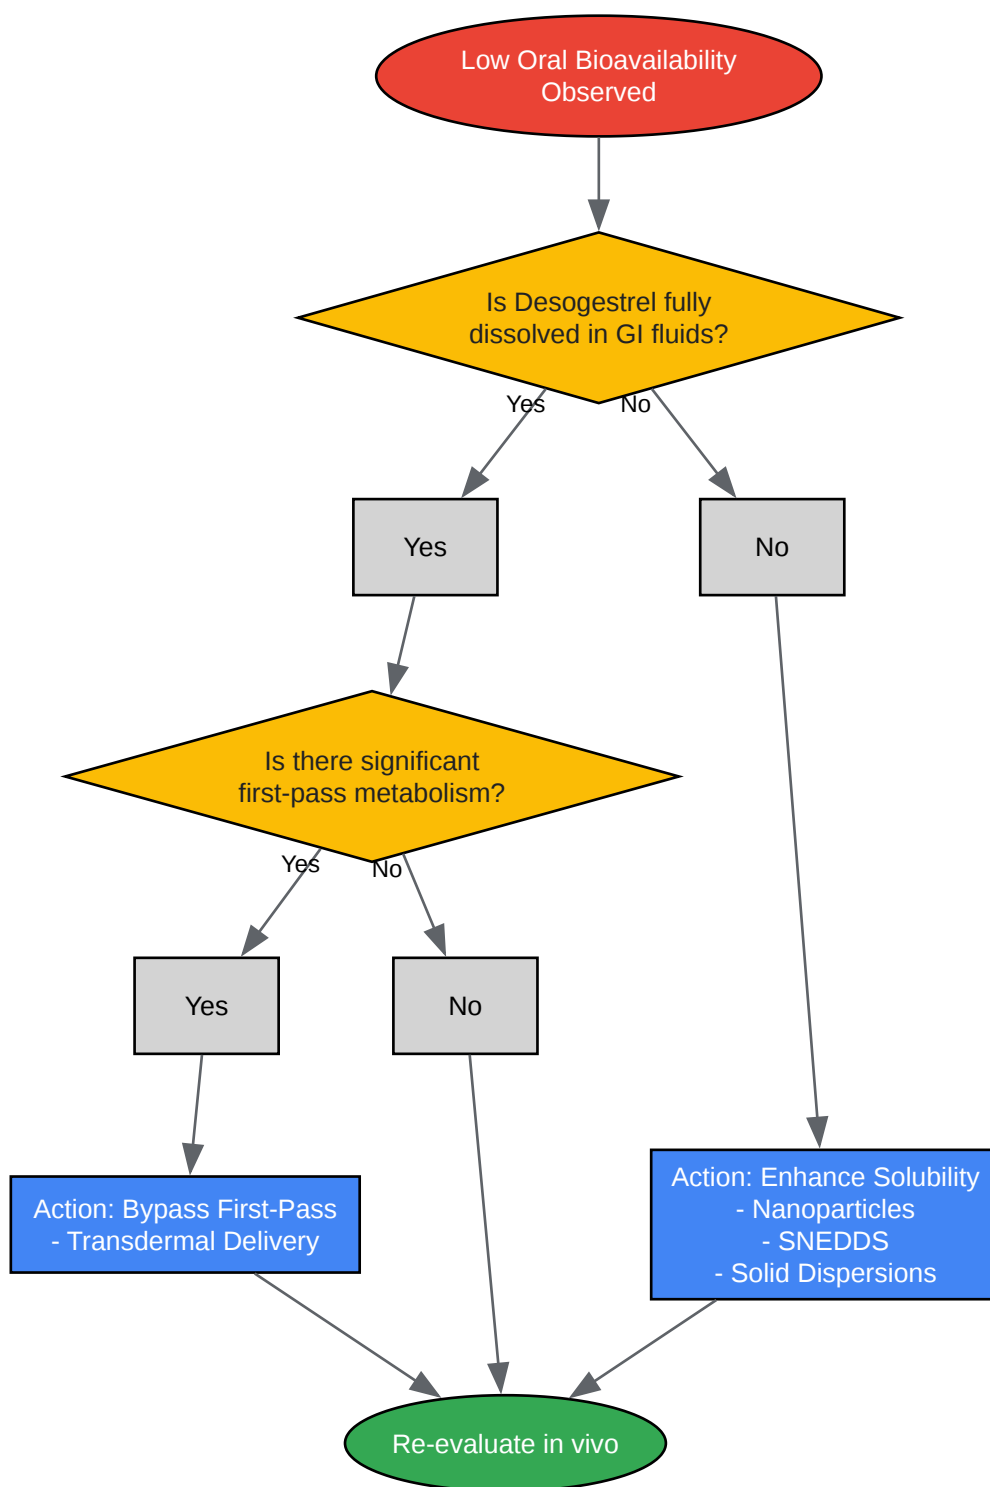 Low Oral Bioavailability
Observed
Is Desogestrel fully
dissolved in GI fluids?
Yes
No
Yes
No
Is there significant
first-pass metabolism?
Yes
No
Yes
No
Action: Bypass First-Pass
- Transdermal Delivery
Action: Enhance Solubility
- Nanoparticles
- SNEDDS
- Solid Dispersions
Re-evaluate in vivo